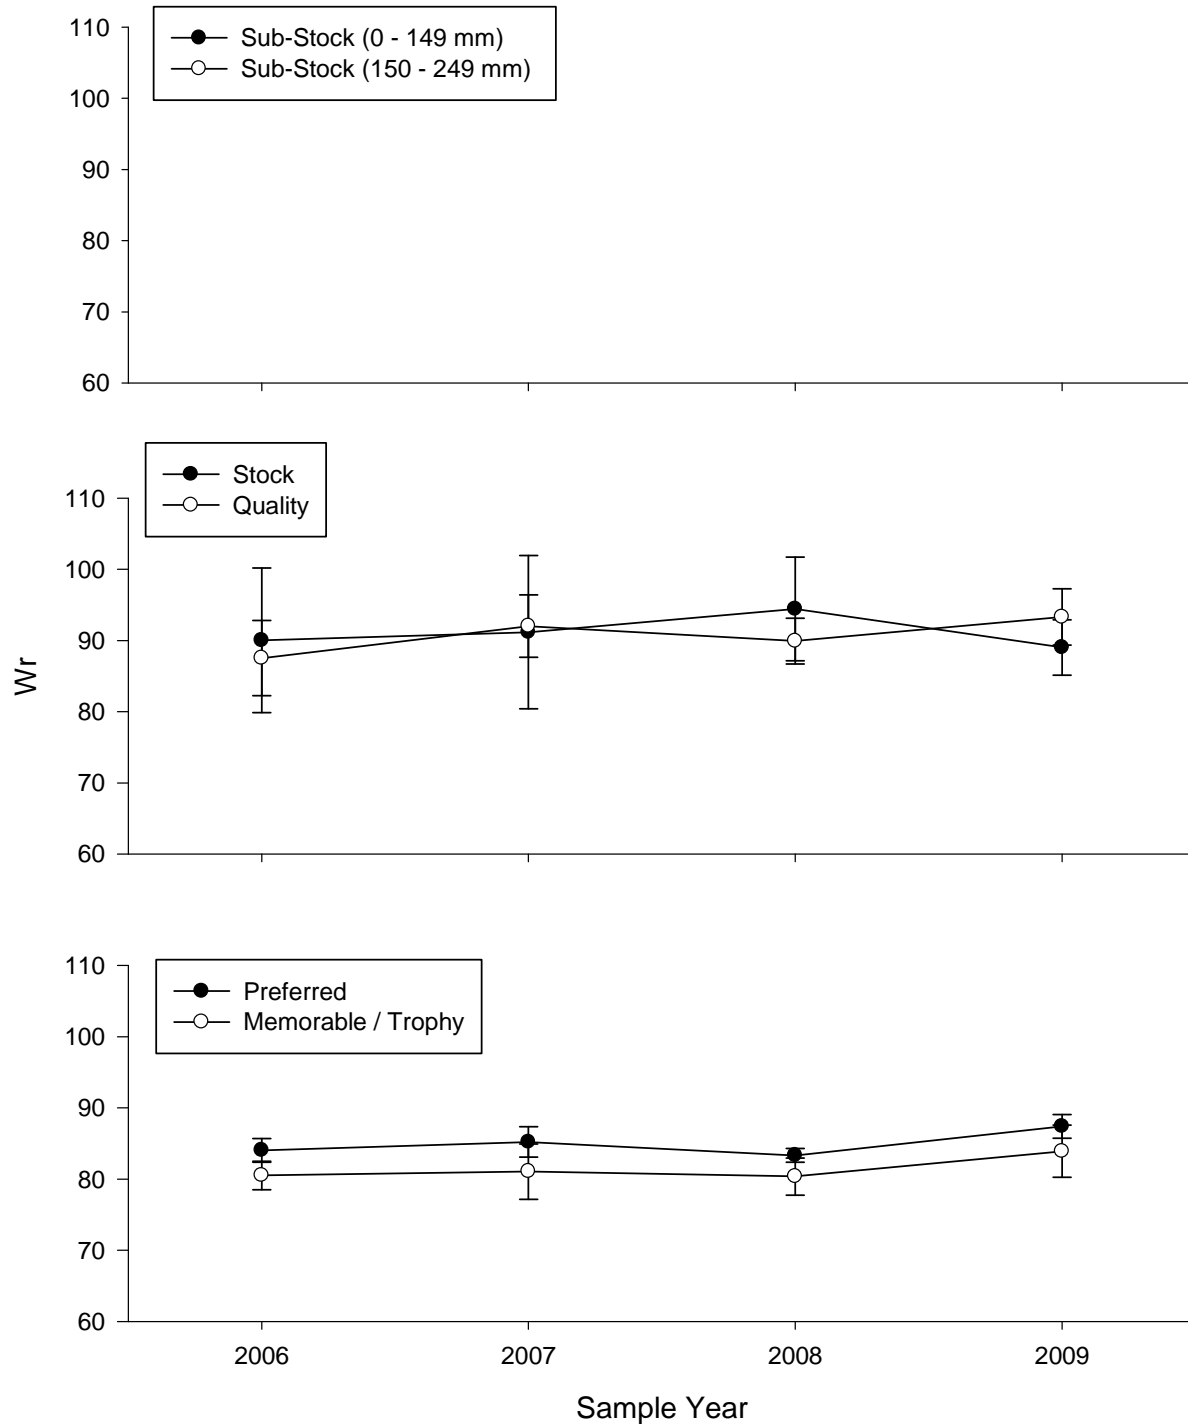 110
100
90
80
70
60
Sub-Stock (0 - 149 mm)
Sub-Stock (150 - 249 mm)
Wr
110
100
90
80
70
60
Stock
Quality
110
100
90
80
70
60
Preferred
Memorable / Trophy
2006 2007 2008 2009
Sample Year